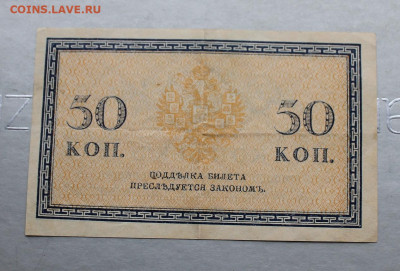 COINS.LAVE.RU
50 50
КОП. КОП.
ПОДДѢЛКА БИЛЕТА
ПРЕСЛѢДУЕТСЯ ЗАКОНОМЪ.